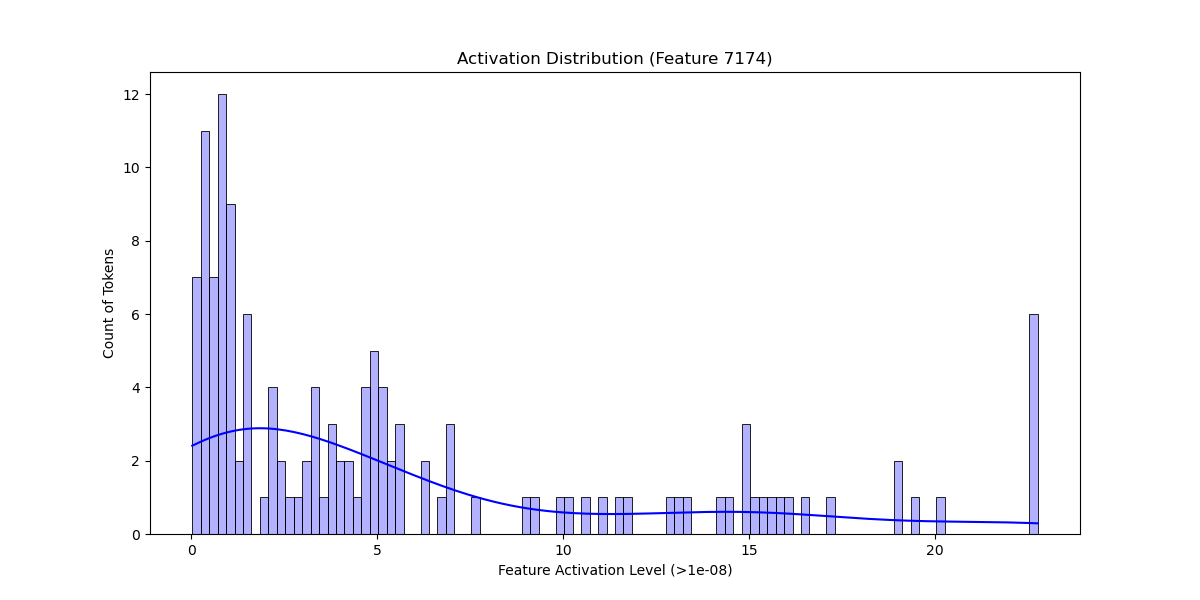 Activation Distribution (Feature 7174)
12
10
8
6
4
2
0
Count of Tokens
0 5 10 15 20
Feature Activation Level (>1e-08)